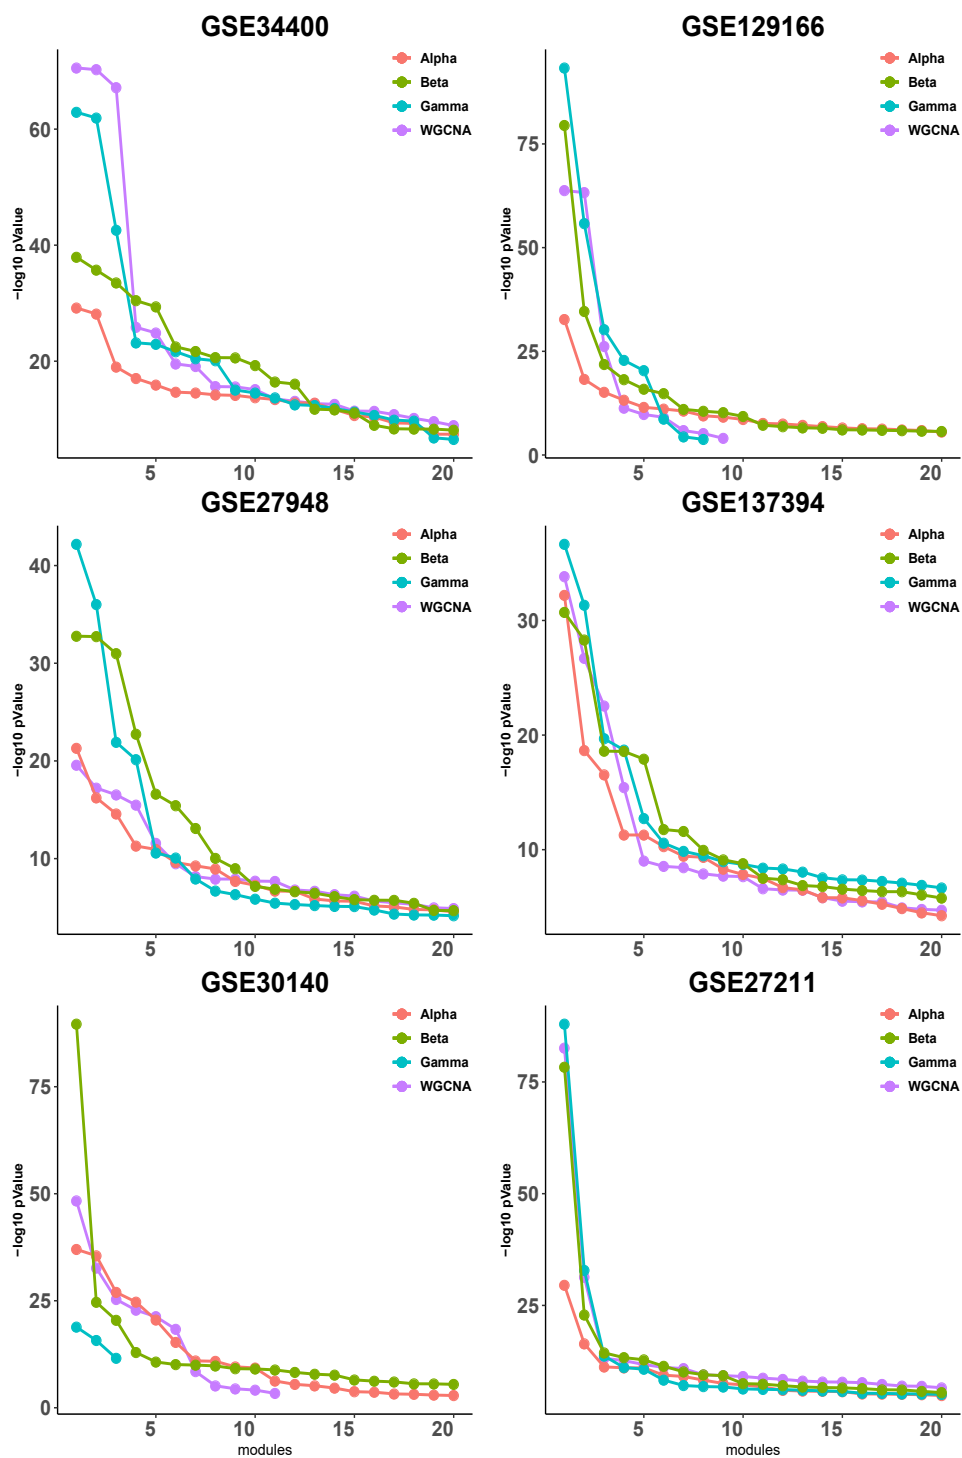 GSE34400
Alpha
Beta
Gamma
WGCNA
60
40
20
−log10 pValue
5
10
15
20
GSE129166
Alpha
Beta
Gamma
WGCNA
75
50
25
0
−log10 pValue
5
10
15
20
GSE27948
Alpha
Beta
Gamma
WGCNA
40
30
20
10
−log10 pValue
5
10
15
20
GSE137394
Alpha
Beta
Gamma
WGCNA
30
20
10
−log10 pValue
5
10
15
20
GSE30140
Alpha
Beta
Gamma
WGCNA
75
50
25
0
−log10 pValue
5
10
15
20
modules
GSE27211
Alpha
Beta
Gamma
WGCNA
75
50
25
−log10 pValue
5
10
15
20
modules